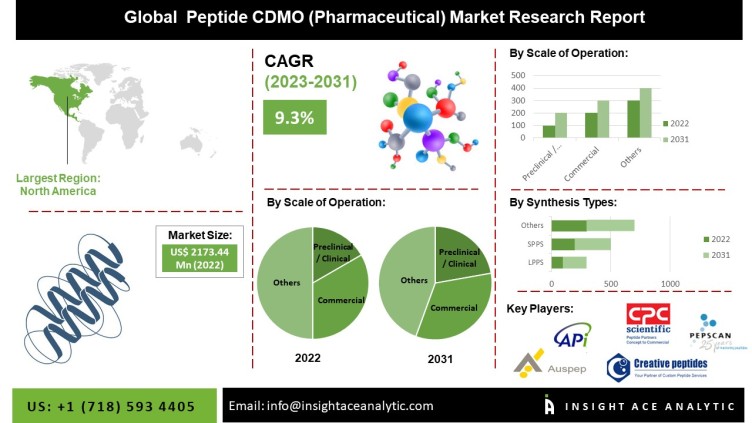 Global Peptide CDMO (Pharmaceutical) Market Research Report
Largest Region:
North America
CAGR
(2023-2031)
9.3%
By Scale of Operation:
500
400
300
200
100
0
Preclinical /...
Commercial
Others
2022
2031
Market Size:
US$ 2173.44
Mn (2022)
By Scale of Operation:
Preclinical
/ Clinical
Others
Commercial
2022
Preclinical
/ Clinical
Others
Commercial
2031
By Synthesis Types:
Others
SPPS
LPPS
0
500
1000
2022
2031
Key Players:
APi
CPC
scientific
Peptide Partners
Concept to Commercial
PEPSCAN
25 years
Auspep
Creative peptides
Your Partner of Custom Peptide Services
US: +1 (718) 593 4405
Email: info@insightaceanalytic.com
INSIGHT ACE ANALYTIC